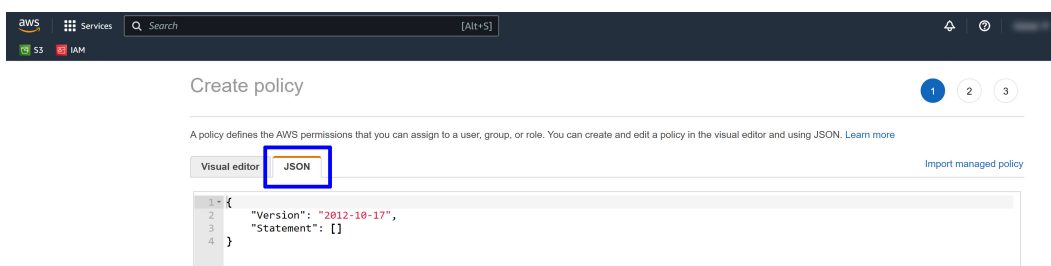 aws Services Search [Alt+S]
S3 IAM
Create policy 1 2 3
A policy defines the AWS permissions that you can assign to a user, group, or role. You can create and edit a policy in the visual editor and using JSON. Learn more
Visual editor JSON Import managed policy
1 {
2 "Version": "2012-10-17",
3 "Statement": []
4 }